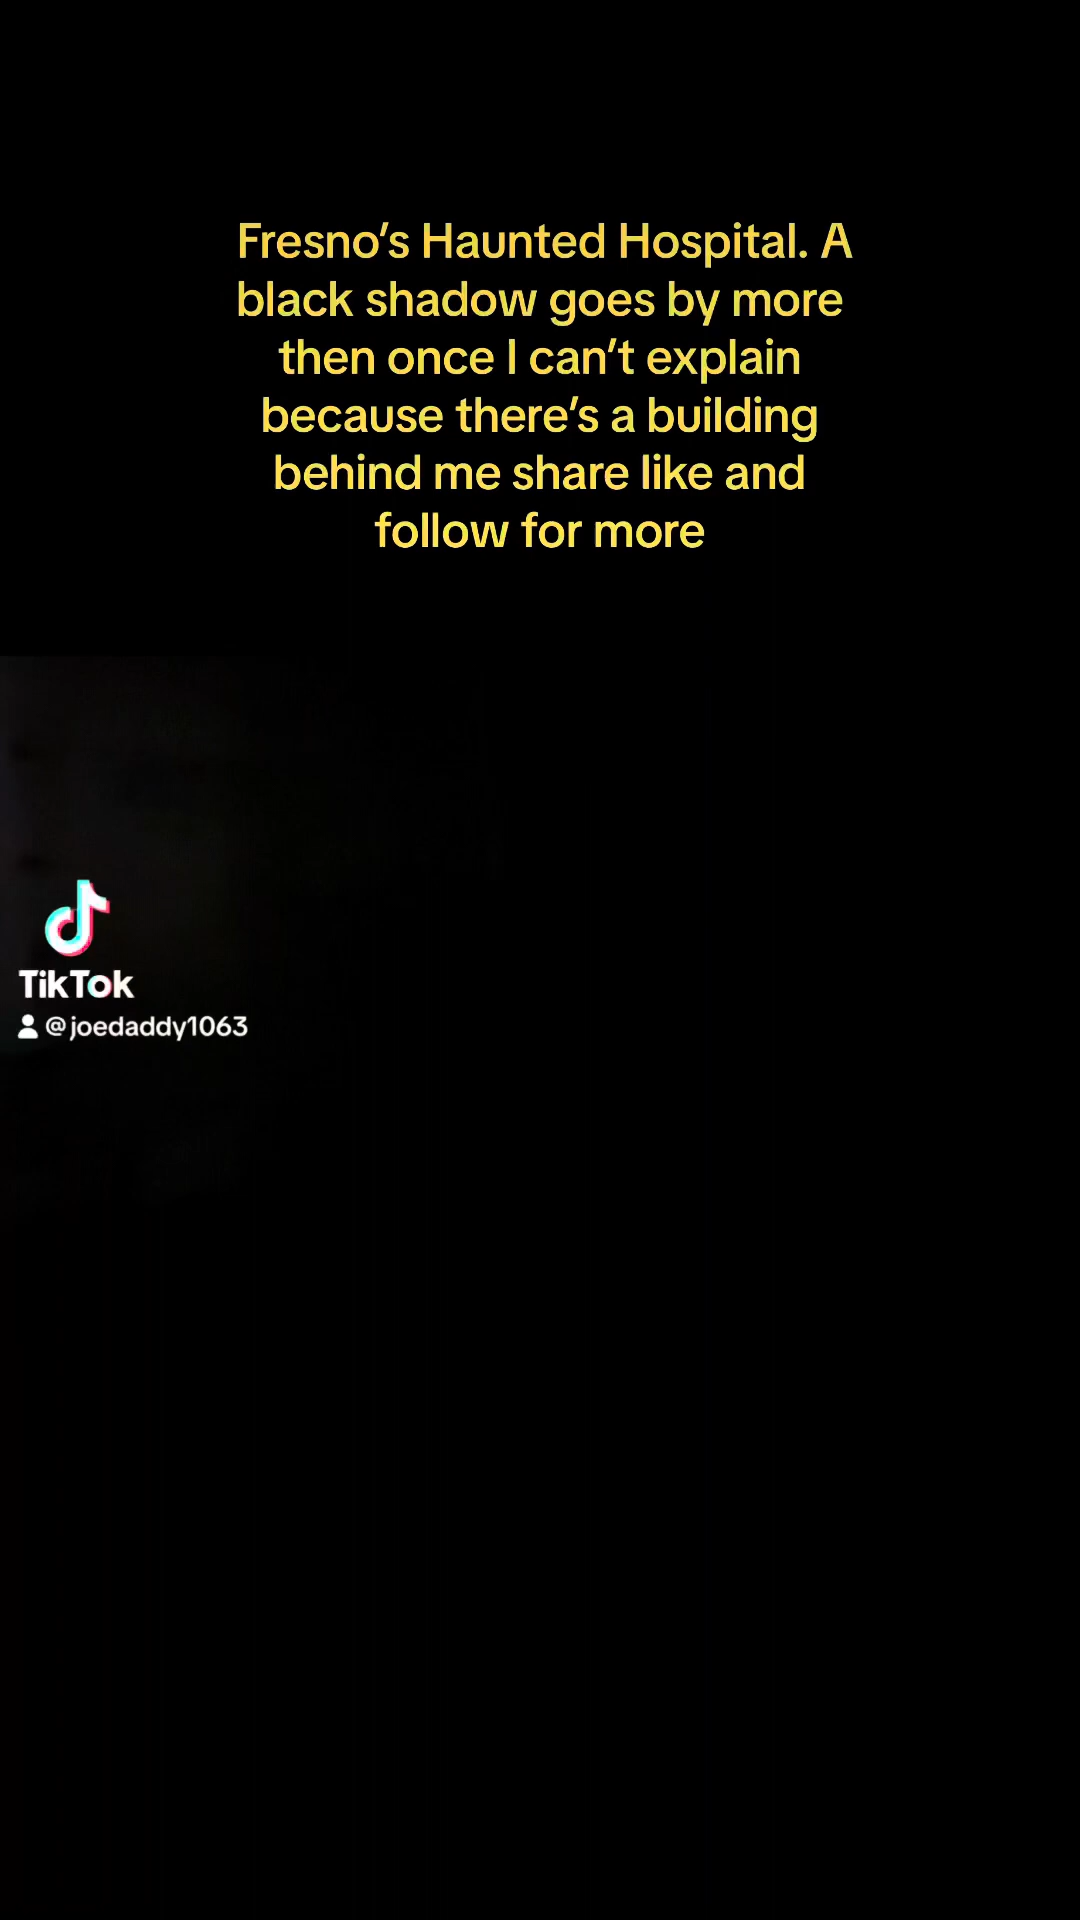 Fresno’s Haunted Hospital. A
black shadow goes by more
then once I can’t explain
because there’s a building
behind me share like and
follow for more
TikTok
@joedaddy1063